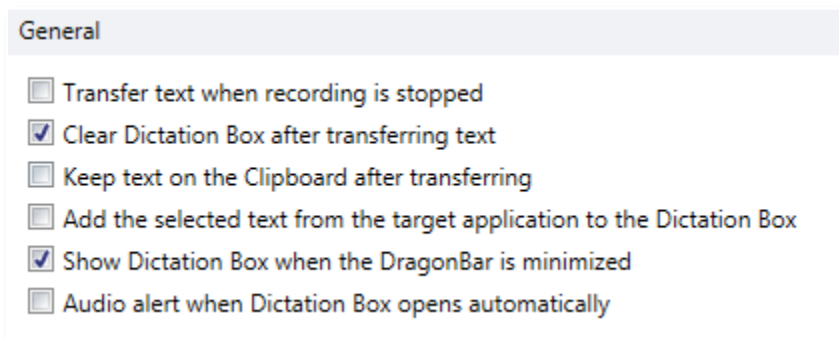 General
Transfer text when recording is stopped
Clear Dictation Box after transferring text
Keep text on the Clipboard after transferring
Add the selected text from the target application to the Dictation Box
Show Dictation Box when the DragonBar is minimized
Audio alert when Dictation Box opens automatically